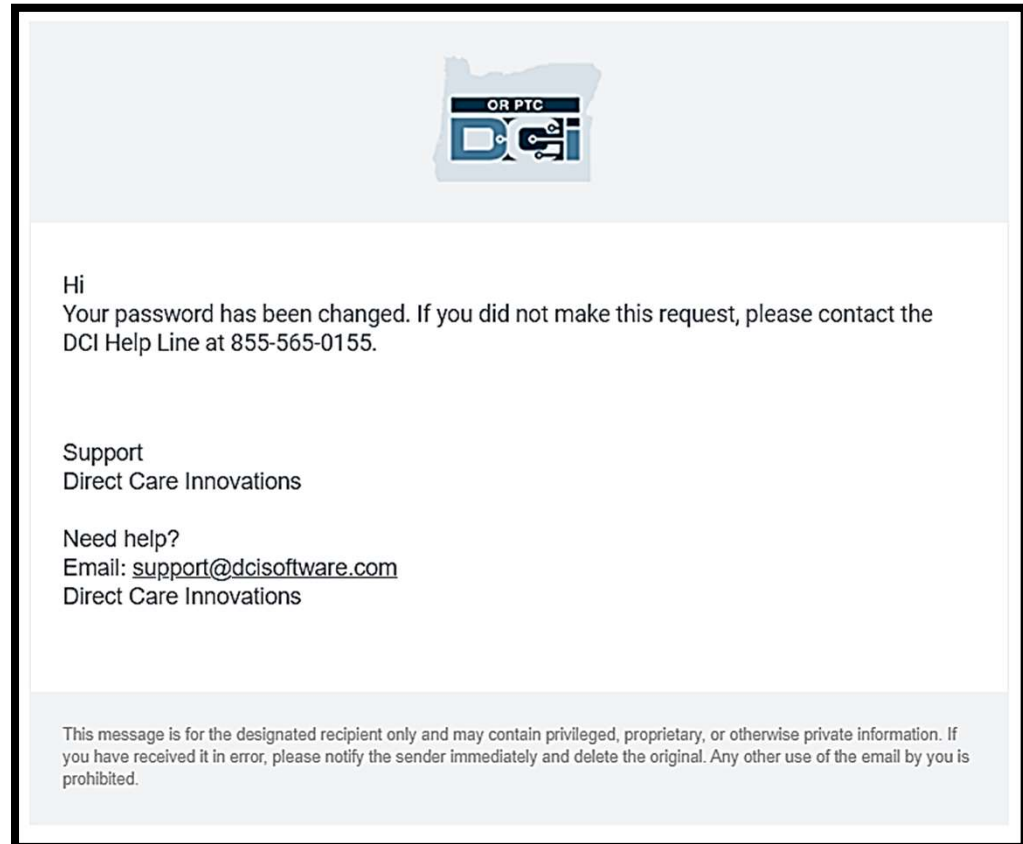 OR PTC
DCi
Hi
Your password has been changed. If you did not make this request, please contact the
DCI Help Line at 855-565-0155.
Support
Direct Care Innovations
Need help?
Email: support@dcisoftware.com
Direct Care Innovations
This message is for the designated recipient only and may contain privileged, proprietary, or otherwise private information. If
you have received it in error, please notify the sender immediately and delete the original. Any other use of the email by you is
prohibited.